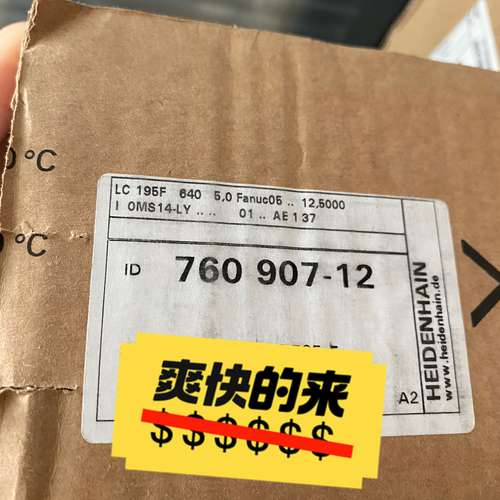 °C
LC 195F 640 5,0 Fanuc05 .. 12,5000
I 0MS14-LY .. .. 01 .. AE 1 37
°C
ID 760 907-12
HEIDENHAIN
www.heidenhain.de
A2
爽快的来
$$$$$$